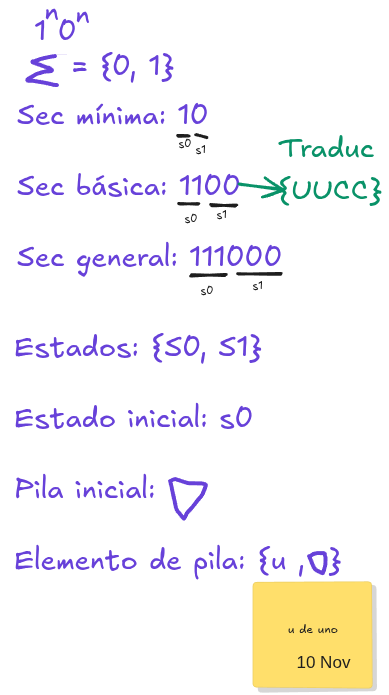 1ⁿ0ⁿ
Σ = {0, 1}
Sec mínima: 10
s0 s1
Traduc
Sec básica: 1100 {UUCC}
s0 s1
Sec general: 111000
s0 s1
Estados: {S0, S1}
Estado inicial: s0
Pila inicial: ▽
Elemento de pila: {u ,▽}
u de uno
10 Nov